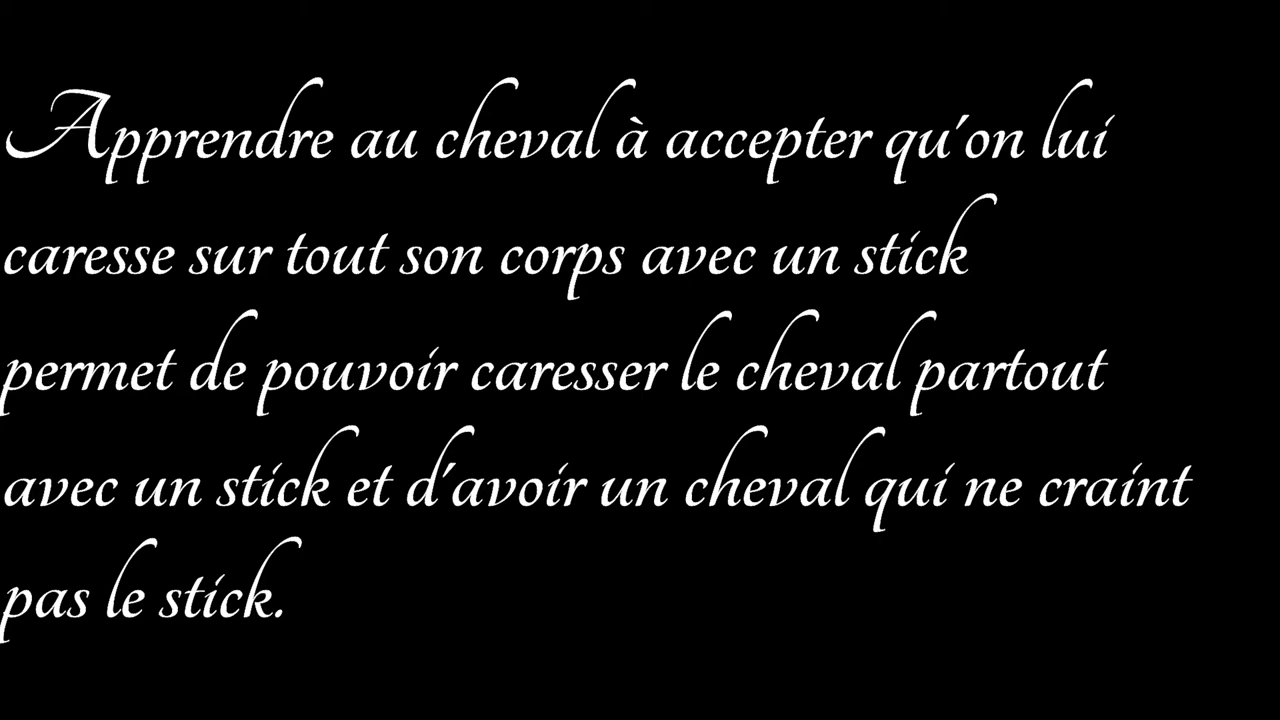 Apprendre au cheval à accepter qu'on lui
caresse sur tout son corps avec un stick
permet de pouvoir caresser le cheval partout
avec un stick et d'avoir un cheval qui ne craint
pas le stick.